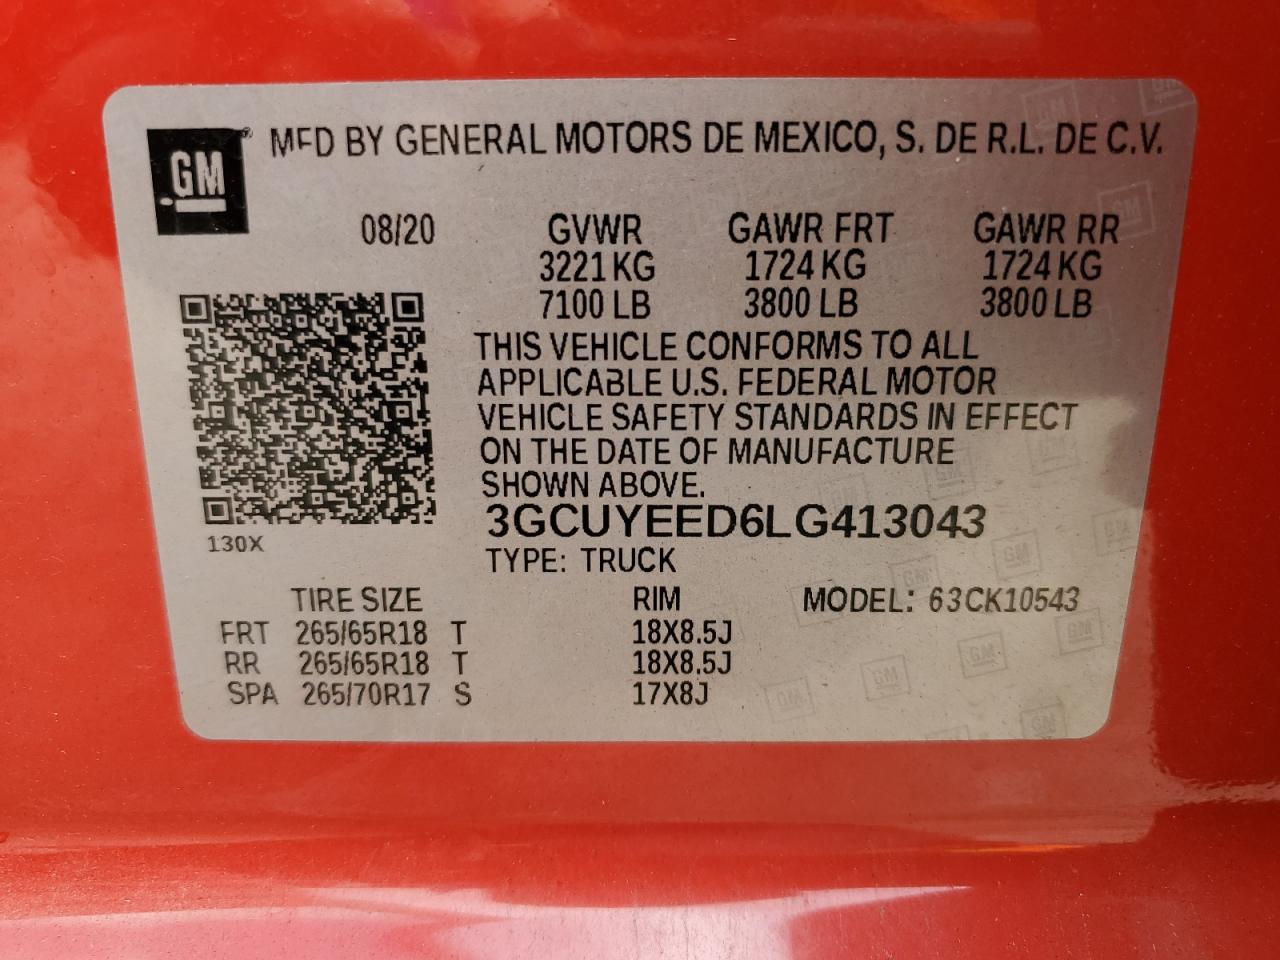 GM MFD BY GENERAL MOTORS DE MEXICO, S. DE R.L. DE C.V.
08/20 GVWR GAWR FRT GAWR RR
3221 KG 1724 KG 1724 KG
7100 LB 3800 LB 3800 LB
THIS VEHICLE CONFORMS TO ALL
APPLICABLE U.S. FEDERAL MOTOR
VEHICLE SAFETY STANDARDS IN EFFECT
ON THE DATE OF MANUFACTURE
SHOWN ABOVE.
3GCUYEED6LG413043
130X
TYPE: TRUCK
TIRE SIZE RIM MODEL: 63CK10543
FRT 265/65R18 T 18X8.5J
RR 265/65R18 T 18X8.5J
SPA 265/70R17 S 17X8J